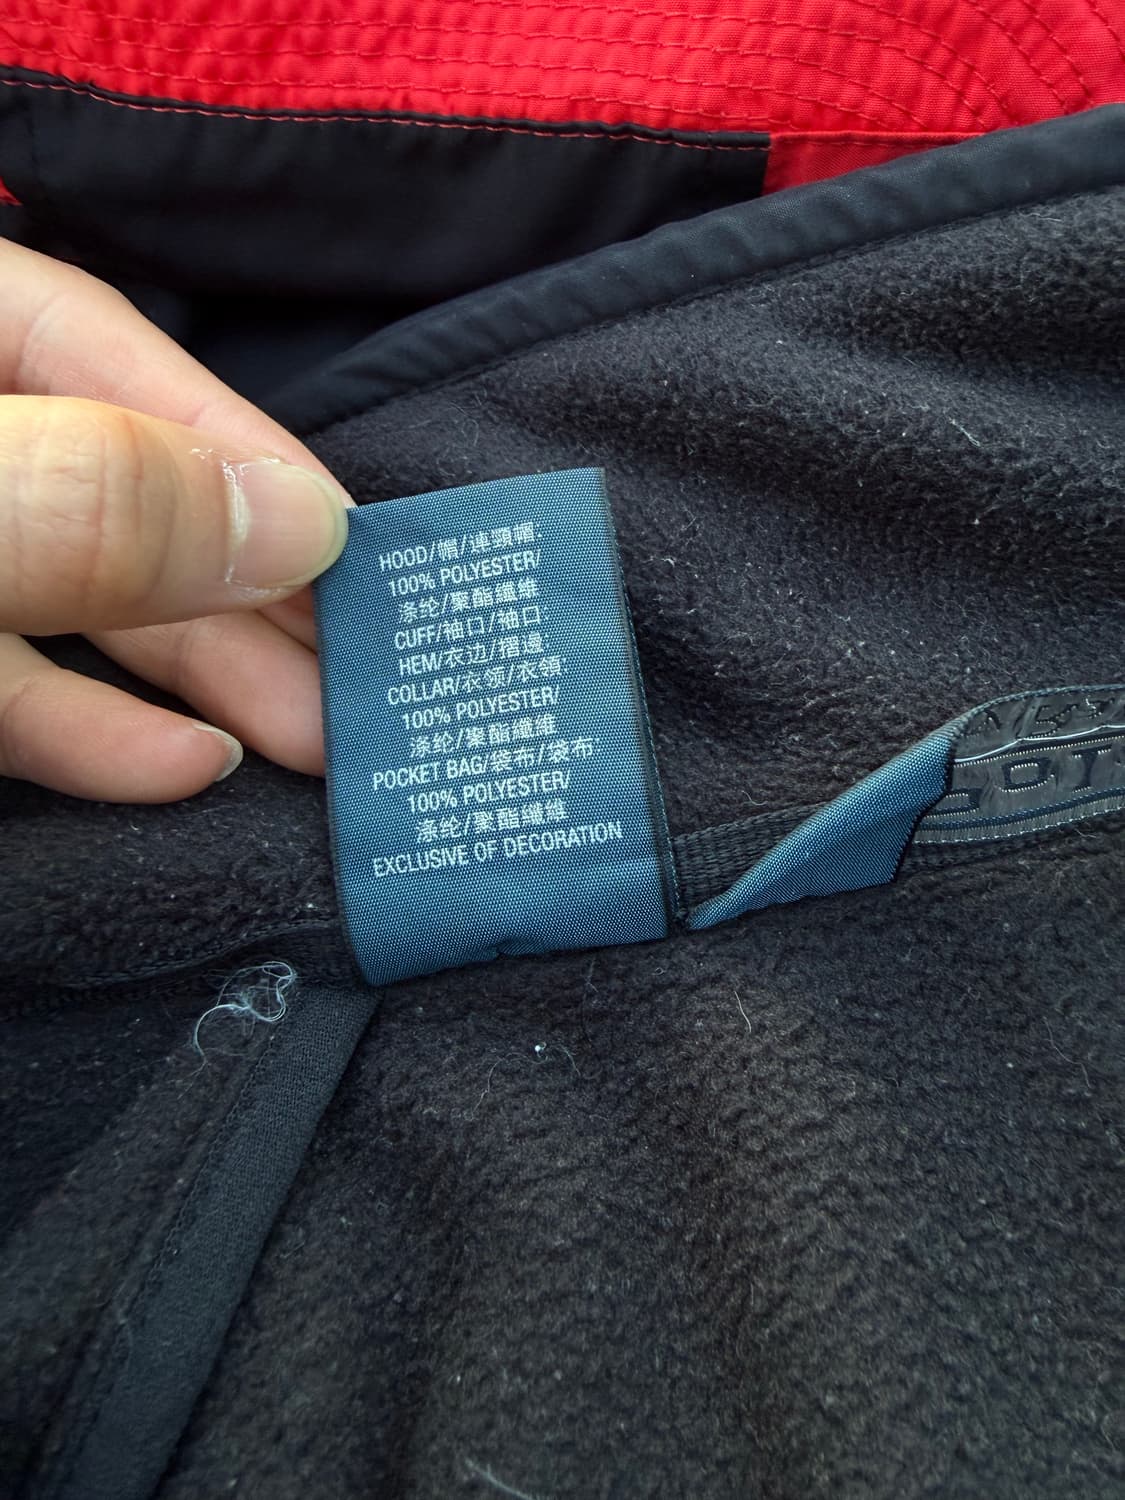 HOOD/帽/連頸帽:
100% POLYESTER/
涤纶/聚酯纖維
CUFF/袖口/袖口:
HEM/衣边/摺邊:
COLLAR/衣领/衣領:
100% POLYESTER/
涤纶/聚酯纖維
POCKET BAG/袋布/袋布
100% POLYESTER/
涤纶/聚酯纖維
EXCLUSIVE OF DECORATION